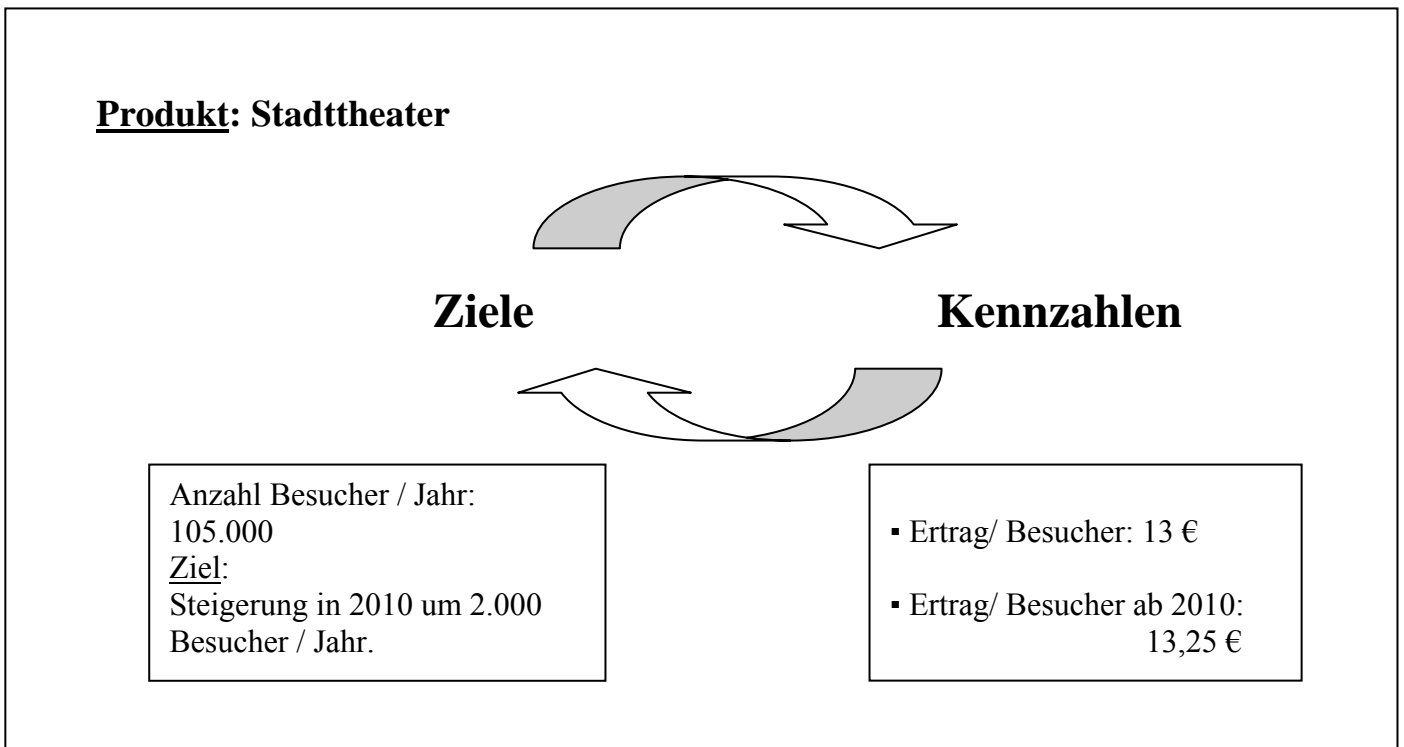 Produkt: Stadttheater
Ziele
Kennzahlen
Anzahl Besucher / Jahr:
105.000
Ziel:
Steigerung in 2010 um 2.000
Besucher / Jahr.
▪ Ertrag/ Besucher: 13 €
▪ Ertrag/ Besucher ab 2010:
13,25 €